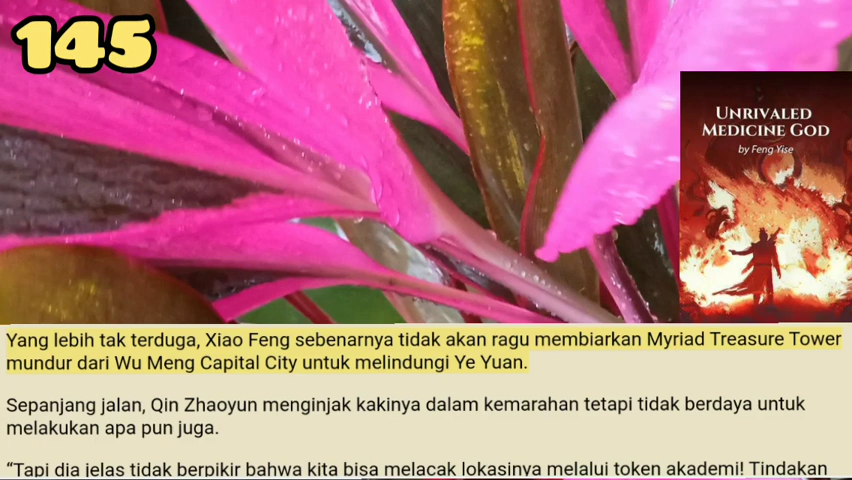 145
UNRIVALED
MEDICINE GOD
by Feng Yise
Yang lebih tak terduga, Xiao Feng sebenarnya tidak akan ragu membiarkan Myriad Treasure Tower
mundur dari Wu Meng Capital City untuk melindungi Ye Yuan.
Sepanjang jalan, Qin Zhaoyun menginjak kakinya dalam kemarahan tetapi tidak berdaya untuk
melakukan apa pun juga.
“Tapi dia jelas tidak berpikir bahwa kita bisa melacak lokasinya melalui token akademi! Tindakan